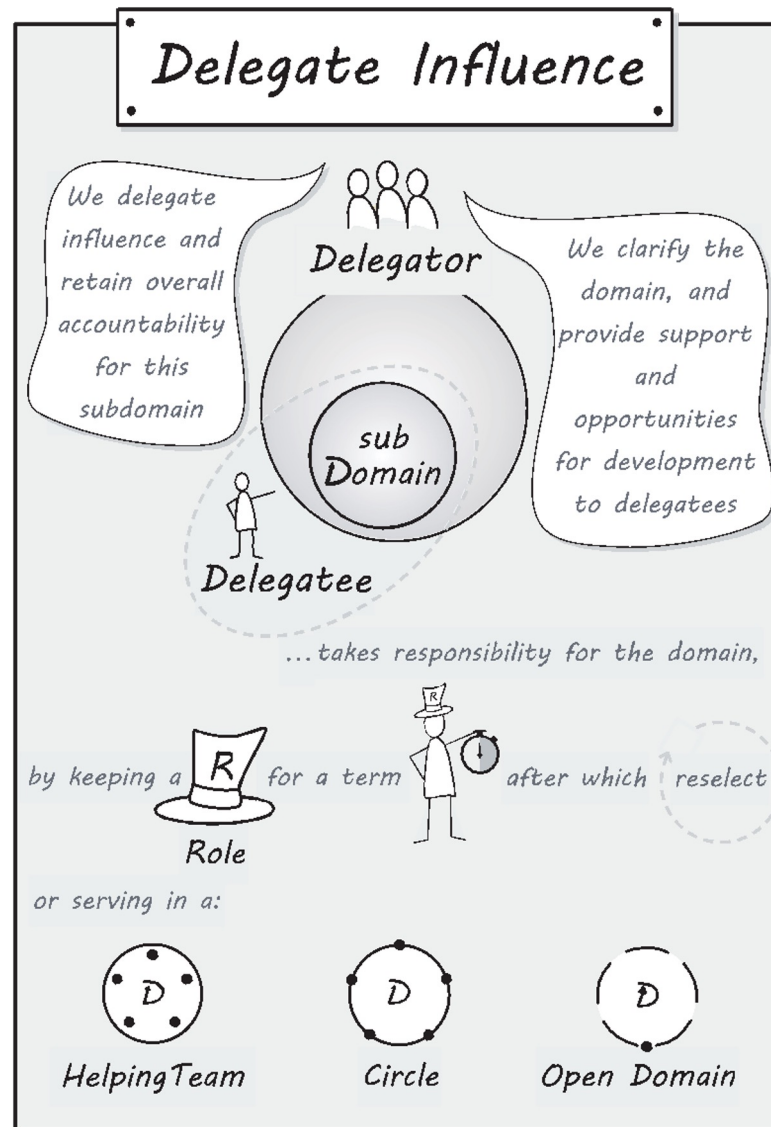 Delegate Influence
We delegate
influence and
retain overall
accountability
for this
subdomain
Delegator
We clarify the
domain, and
provide support
and
opportunities
for development
to delegatees
sub
Domain
Delegatee
...takes responsibility for the domain,
R
by keeping a R for a term after which reselect
Role
or serving in a:
D D D
HelpingTeam Circle Open Domain